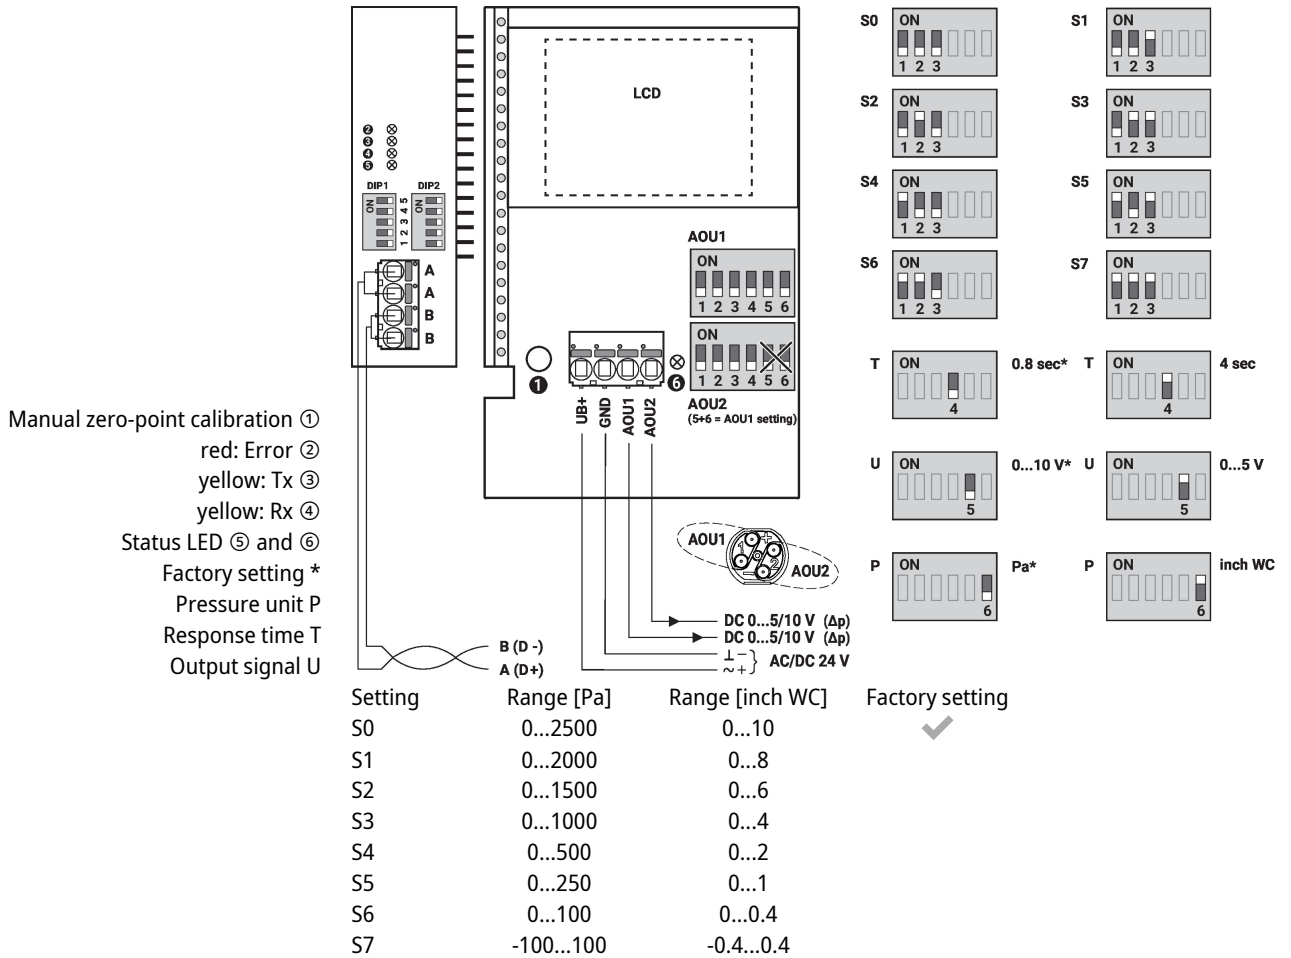 LCD
❷
❸
❹
❺
DIP1 DIP2
ON ON
1 2 3 4 5
A
A
B
B
AOU1
ON
1 2 3 4 5 6
ON
1 2 3 4 5 6
AOU2
(5+6 = AOU1 setting)
❶ ❻
UB+ GND AOU1 AOU2
AOU1 1 + 2 − AOU2
DC 0...5/10 V (Δp)
DC 0...5/10 V (Δp)
⊥ −
~ + } AC/DC 24 V
B (D -)
A (D+)
S0 ON 1 2 3
S1 ON 1 2 3
S2 ON 1 2 3
S3 ON 1 2 3
S4 ON 1 2 3
S5 ON 1 2 3
S6 ON 1 2 3
S7 ON 1 2 3
T ON 4 0.8 sec*
T ON 4 4 sec
U ON 5 0...10 V*
U ON 5 0...5 V
P ON 6 Pa*
P ON 6 inch WC
Manual zero-point calibration ①
red: Error ②
yellow: Tx ③
yellow: Rx ④
Status LED ⑤ and ⑥
Factory setting *
Pressure unit P
Response time T
Output signal U
Setting Range [Pa] Range [inch WC] Factory setting
S0 0...2500 0...10 ✔
S1 0...2000 0...8
S2 0...1500 0...6
S3 0...1000 0...4
S4 0...500 0...2
S5 0...250 0...1
S6 0...100 0...0.4
S7 -100...100 -0.4...0.4